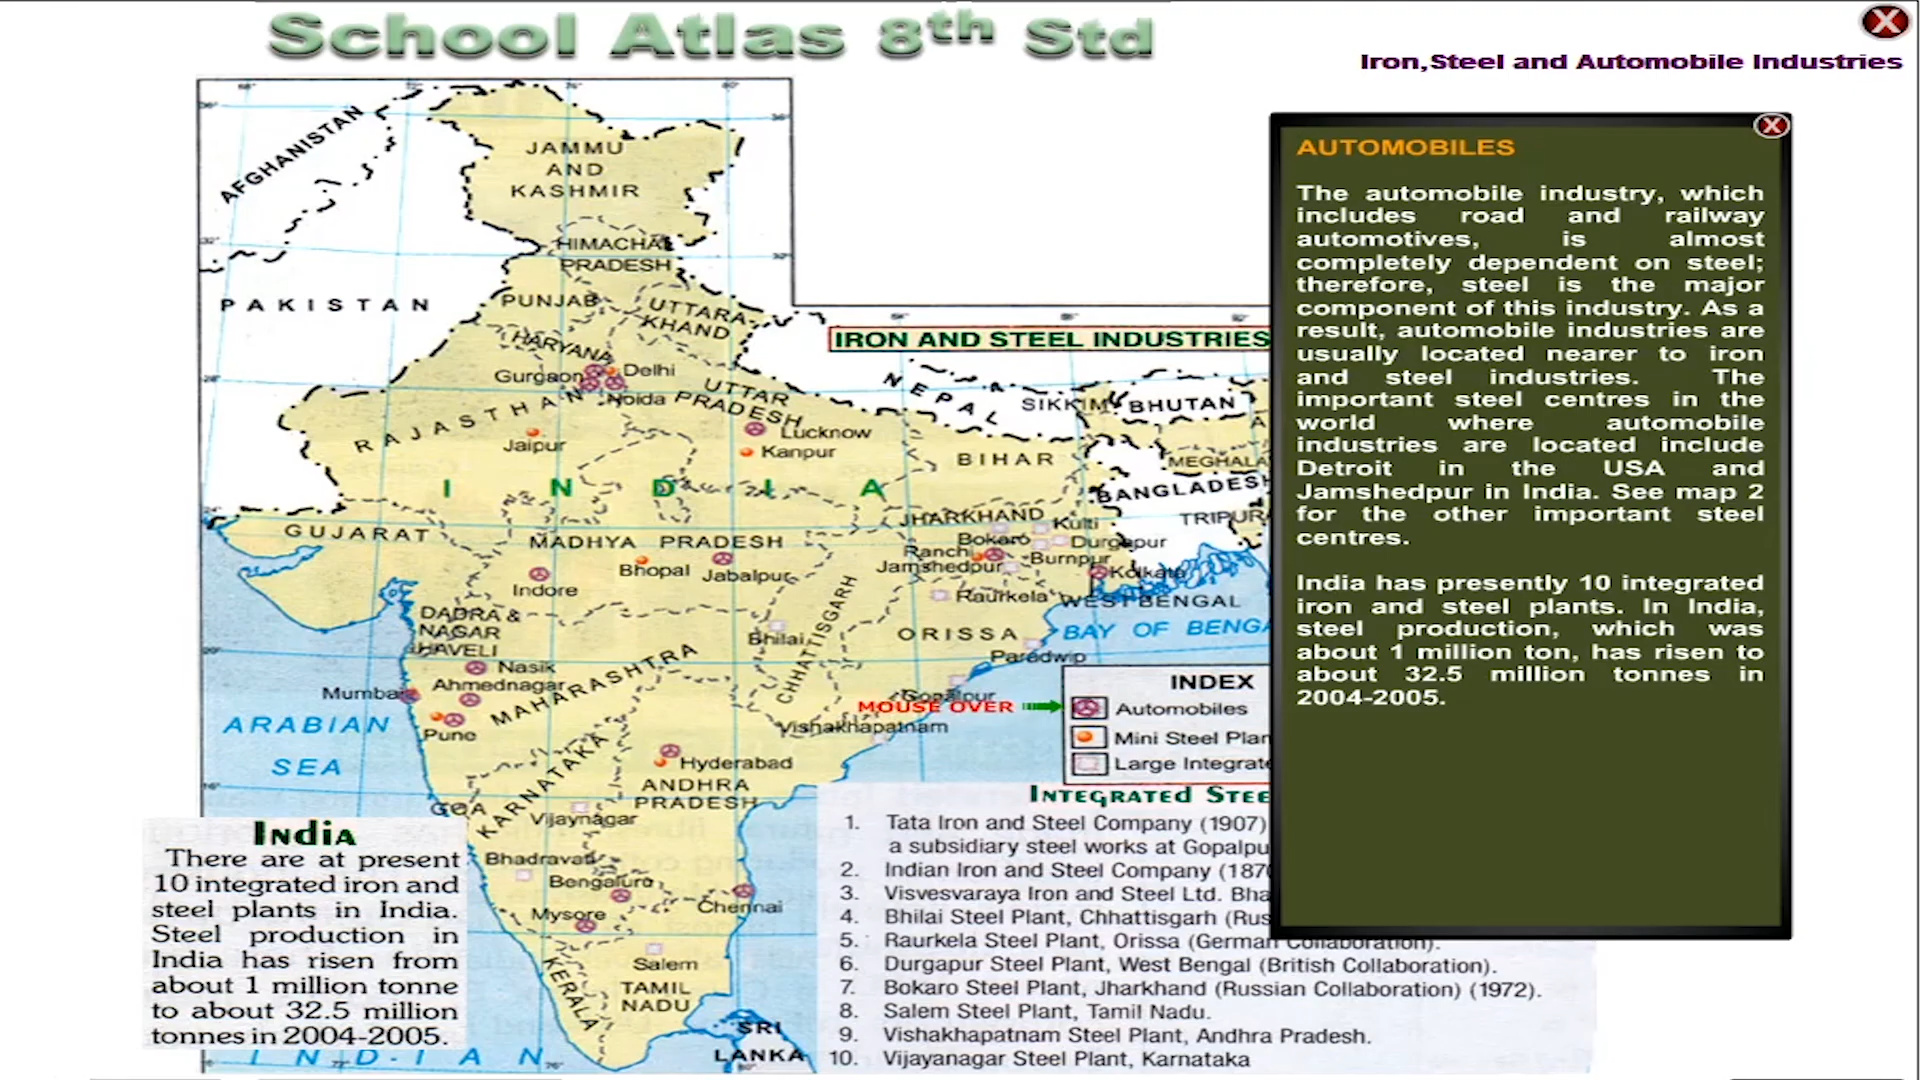 School Atlas 8th Std
Iron,Steel and Automobile Industries
AFGHANISTAN
JAMMU
AND
KASHMIR
HIMACHAL
PRADESH
PAKISTAN
PUNJAB
UTTARA-
KHAND
HARYANA
IRON AND STEEL INDUSTRIES
Gurgaon
Delhi
Noida
UTTAR
PRADESH
NEPAL
SIKKIM
BHUTAN
RAJASTHAN
Jaipur
Lucknow
Kanpur
BIHAR
MEGHALA
INDIA
BANGLADESH
GUJARAT
MADHYA PRADESH
JHARKHAND
Kulti
TRIPURA
Bokaro
Durgapur
Ranchi
Burnpur
Jamshedpur
Kolkata
Bhopal
Jabalpur
Indore
Raurkela
WEST BENGAL
DADRA &
NAGAR
HAVELI
Bhilai
CHHATTISGARH
ORISSA
BAY OF BENGA
Paradwip
Nasik
Ahmednagar
MAHARASHTRA
Mumbai
Gopalpur
ARABIAN
SEA
Pune
Vishakhapatnam
MOUSE OVER
INDEX
Automobiles
Mini Steel Plan
Large Integrate
Hyderabad
ANDHRA
PRADESH
KARNATAKA
GOA
Vijaynagar
Bhadravati
Bengaluru
Chennai
Mysore
Salem
KERALA
TAMIL
NADU
SRI
LANKA
INDIAN
India
There are at present
10 integrated iron and
steel plants in India.
Steel production in
India has risen from
about 1 million tonne
to about 32.5 million
tonnes in 2004-2005.
Integrated Stee
1. Tata Iron and Steel Company (1907)
a subsidiary steel works at Gopalpu
2. Indian Iron and Steel Company (1870
3. Visvesvaraya Iron and Steel Ltd. Bha
4. Bhilai Steel Plant, Chhattisgarh (Rus
5. Raurkela Steel Plant, Orissa (German Collaboration).
6. Durgapur Steel Plant, West Bengal (British Collaboration).
7. Bokaro Steel Plant, Jharkhand (Russian Collaboration) (1972).
8. Salem Steel Plant, Tamil Nadu.
9. Vishakhapatnam Steel Plant, Andhra Pradesh.
10. Vijayanagar Steel Plant, Karnataka
AUTOMOBILES
The automobile industry, which
includes road and railway
automotives, is almost
completely dependent on steel;
therefore, steel is the major
component of this industry. As a
result, automobile industries are
usually located nearer to iron
and steel industries. The
important steel centres in the
world where automobile
industries are located include
Detroit in the USA and
Jamshedpur in India. See map 2
for the other important steel
centres.
India has presently 10 integrated
iron and steel plants. In India,
steel production, which was
about 1 million ton, has risen to
about 32.5 million tonnes in
2004-2005.